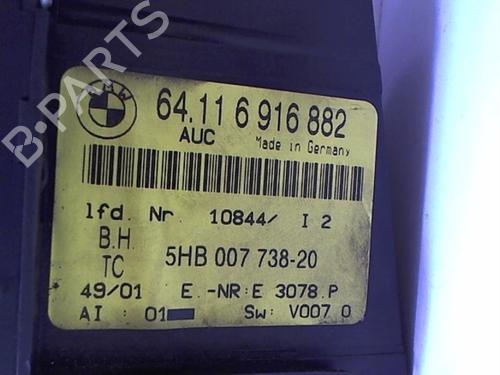 B-PARTS
BMW
64.11 6 916 882
AUC Made in Germany
lfd. Nr. 10844/ I 2
B.H.
TC 5HB 007 738-20
49/01 E.-NR:E 3078.P
AI : 01 Sw: V007 0